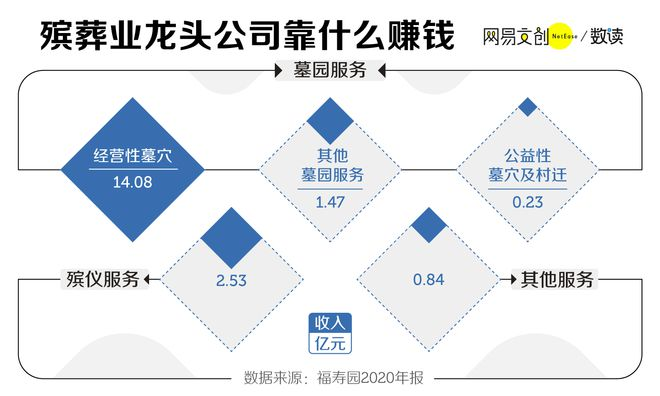 殡葬业龙头公司靠什么赚钱
网易文创 NetEase / 数读
墓园服务
经营性墓穴
14.08
其他
墓园服务
1.47
公益性
墓穴及村迁
0.23
殡仪服务
2.53
0.84
其他服务
收入
亿元
数据来源：福寿园2020年报